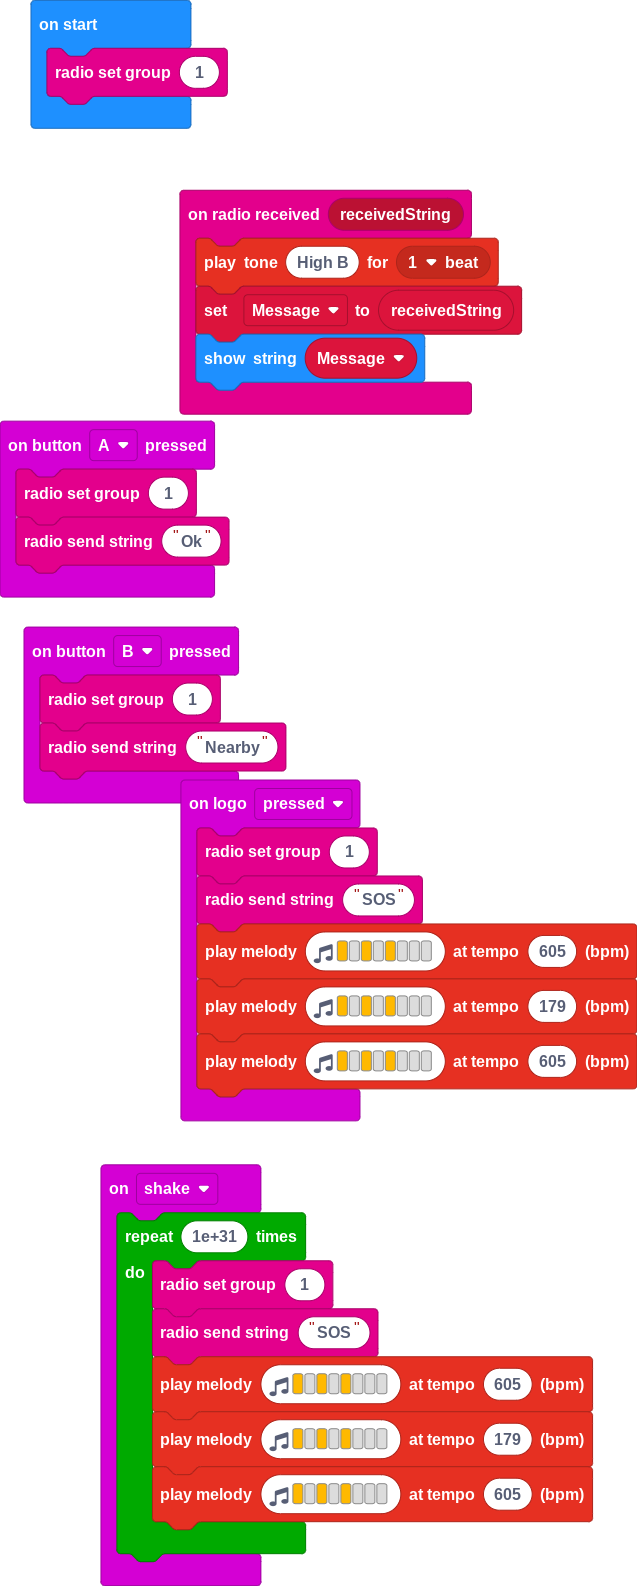 on start
radio set group 1
on radio received receivedString
play tone High B for 1 beat
set Message to receivedString
show string Message
on button A pressed
radio set group 1
radio send string "Ok"
on button B pressed
radio set group 1
radio send string "Nearby"
on logo pressed
radio set group 1
radio send string "SOS"
play melody at tempo 605 (bpm)
play melody at tempo 179 (bpm)
play melody at tempo 605 (bpm)
on shake
repeat 1e+31 times
do
radio set group 1
radio send string "SOS"
play melody at tempo 605 (bpm)
play melody at tempo 179 (bpm)
play melody at tempo 605 (bpm)